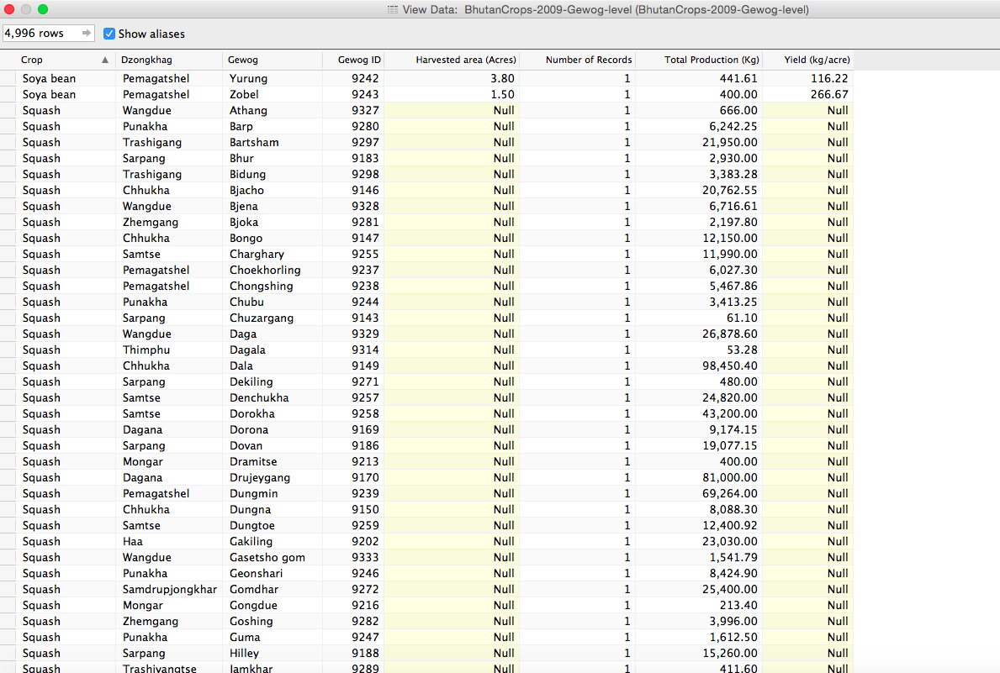 View Data: BhutanCrops-2009-Gewog-level (BhutanCrops-2009-Gewog-level)
4,996 rows Show aliases
Crop Dzongkhag Gewog Gewog ID Harvested area (Acres) Number of Records Total Production (Kg) Yield (kg/acre)
Soya bean Pemagatshel Yurung 9242 3.80 1 441.61 116.22
Soya bean Pemagatshel Zobel 9243 1.50 1 400.00 266.67
Squash Wangdue Athang 9327 Null 1 666.00 Null
Squash Punakha Barp 9280 Null 1 6,242.25 Null
Squash Trashigang Bartsham 9297 Null 1 21,950.00 Null
Squash Sarpang Bhur 9183 Null 1 2,930.00 Null
Squash Trashigang Bidung 9298 Null 1 3,383.28 Null
Squash Chhukha Bjacho 9146 Null 1 20,762.55 Null
Squash Wangdue Bjena 9328 Null 1 6,716.61 Null
Squash Zhemgang Bjoka 9281 Null 1 2,197.80 Null
Squash Chhukha Bongo 9147 Null 1 12,150.00 Null
Squash Samtse Charghary 9255 Null 1 11,990.00 Null
Squash Pemagatshel Choekhorling 9237 Null 1 6,027.30 Null
Squash Pemagatshel Chongshing 9238 Null 1 5,467.86 Null
Squash Punakha Chubu 9244 Null 1 3,413.25 Null
Squash Sarpang Chuzargang 9143 Null 1 61.10 Null
Squash Wangdue Daga 9329 Null 1 26,878.60 Null
Squash Thimphu Dagala 9314 Null 1 53.28 Null
Squash Chhukha Dala 9149 Null 1 98,450.40 Null
Squash Sarpang Dekiling 9271 Null 1 480.00 Null
Squash Samtse Denchukha 9257 Null 1 24,820.00 Null
Squash Samtse Dorokha 9258 Null 1 43,200.00 Null
Squash Dagana Dorona 9169 Null 1 9,174.15 Null
Squash Sarpang Dovan 9186 Null 1 19,077.15 Null
Squash Mongar Dramitse 9213 Null 1 400.00 Null
Squash Dagana Drujeygang 9170 Null 1 81,000.00 Null
Squash Pemagatshel Dungmin 9239 Null 1 69,264.00 Null
Squash Chhukha Dungna 9150 Null 1 8,088.30 Null
Squash Samtse Dungtoe 9259 Null 1 12,400.92 Null
Squash Haa Gakiling 9202 Null 1 23,030.00 Null
Squash Wangdue Gasetsho gom 9333 Null 1 1,541.79 Null
Squash Punakha Geonshari 9246 Null 1 8,424.90 Null
Squash Samdrupjongkhar Gomdhar 9272 Null 1 25,400.00 Null
Squash Mongar Gongdue 9216 Null 1 213.40 Null
Squash Zhemgang Goshing 9282 Null 1 3,996.00 Null
Squash Punakha Guma 9247 Null 1 1,612.50 Null
Squash Sarpang Hilley 9188 Null 1 15,260.00 Null
Squash Trashiyangtse Jamkhar 9289 Null 1 411.60 Null